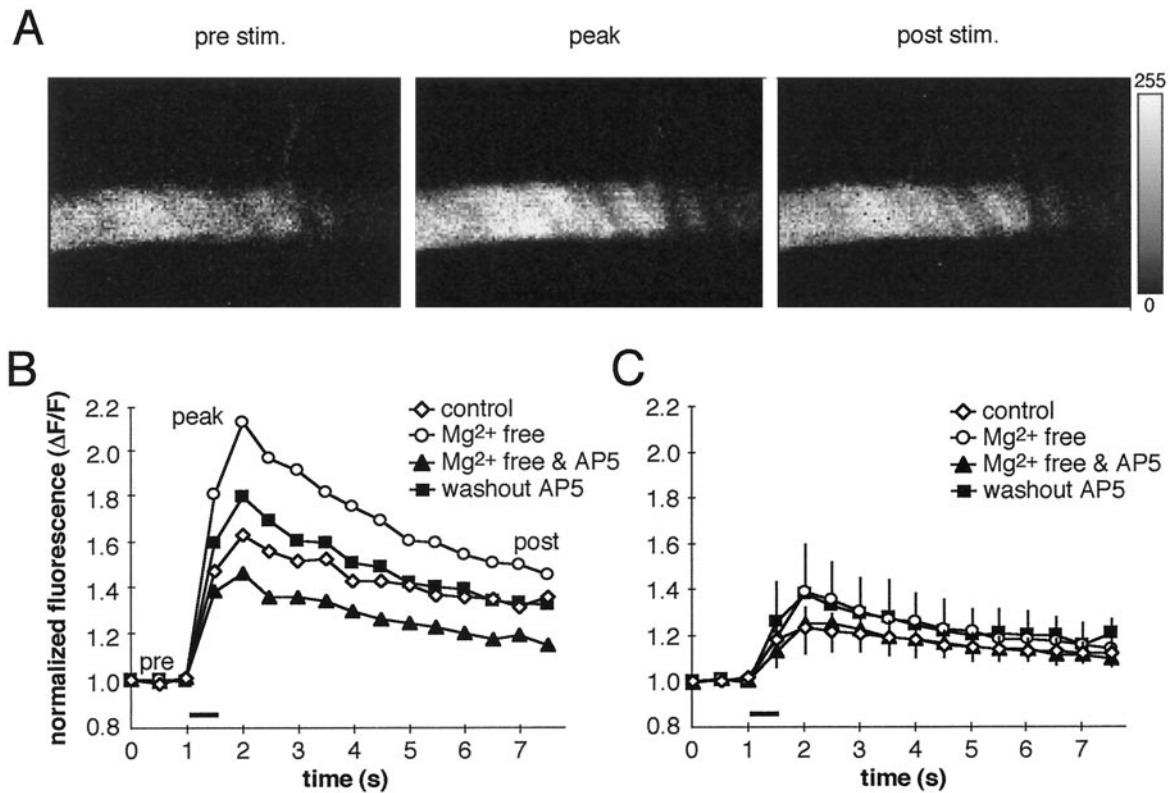 A
pre stim. peak post stim.
255
0
B
normalized fluorescence (ΔF/F)
2.2
2.0
1.8
1.6
1.4
1.2
1.0
0.8
peak
pre
post
control
Mg²⁺ free
Mg²⁺ free & AP5
washout AP5
0 1 2 3 4 5 6 7
time (s)
C
2.2
2.0
1.8
1.6
1.4
1.2
1.0
0.8
control
Mg²⁺ free
Mg²⁺ free & AP5
washout AP5
0 1 2 3 4 5 6 7
time (s)